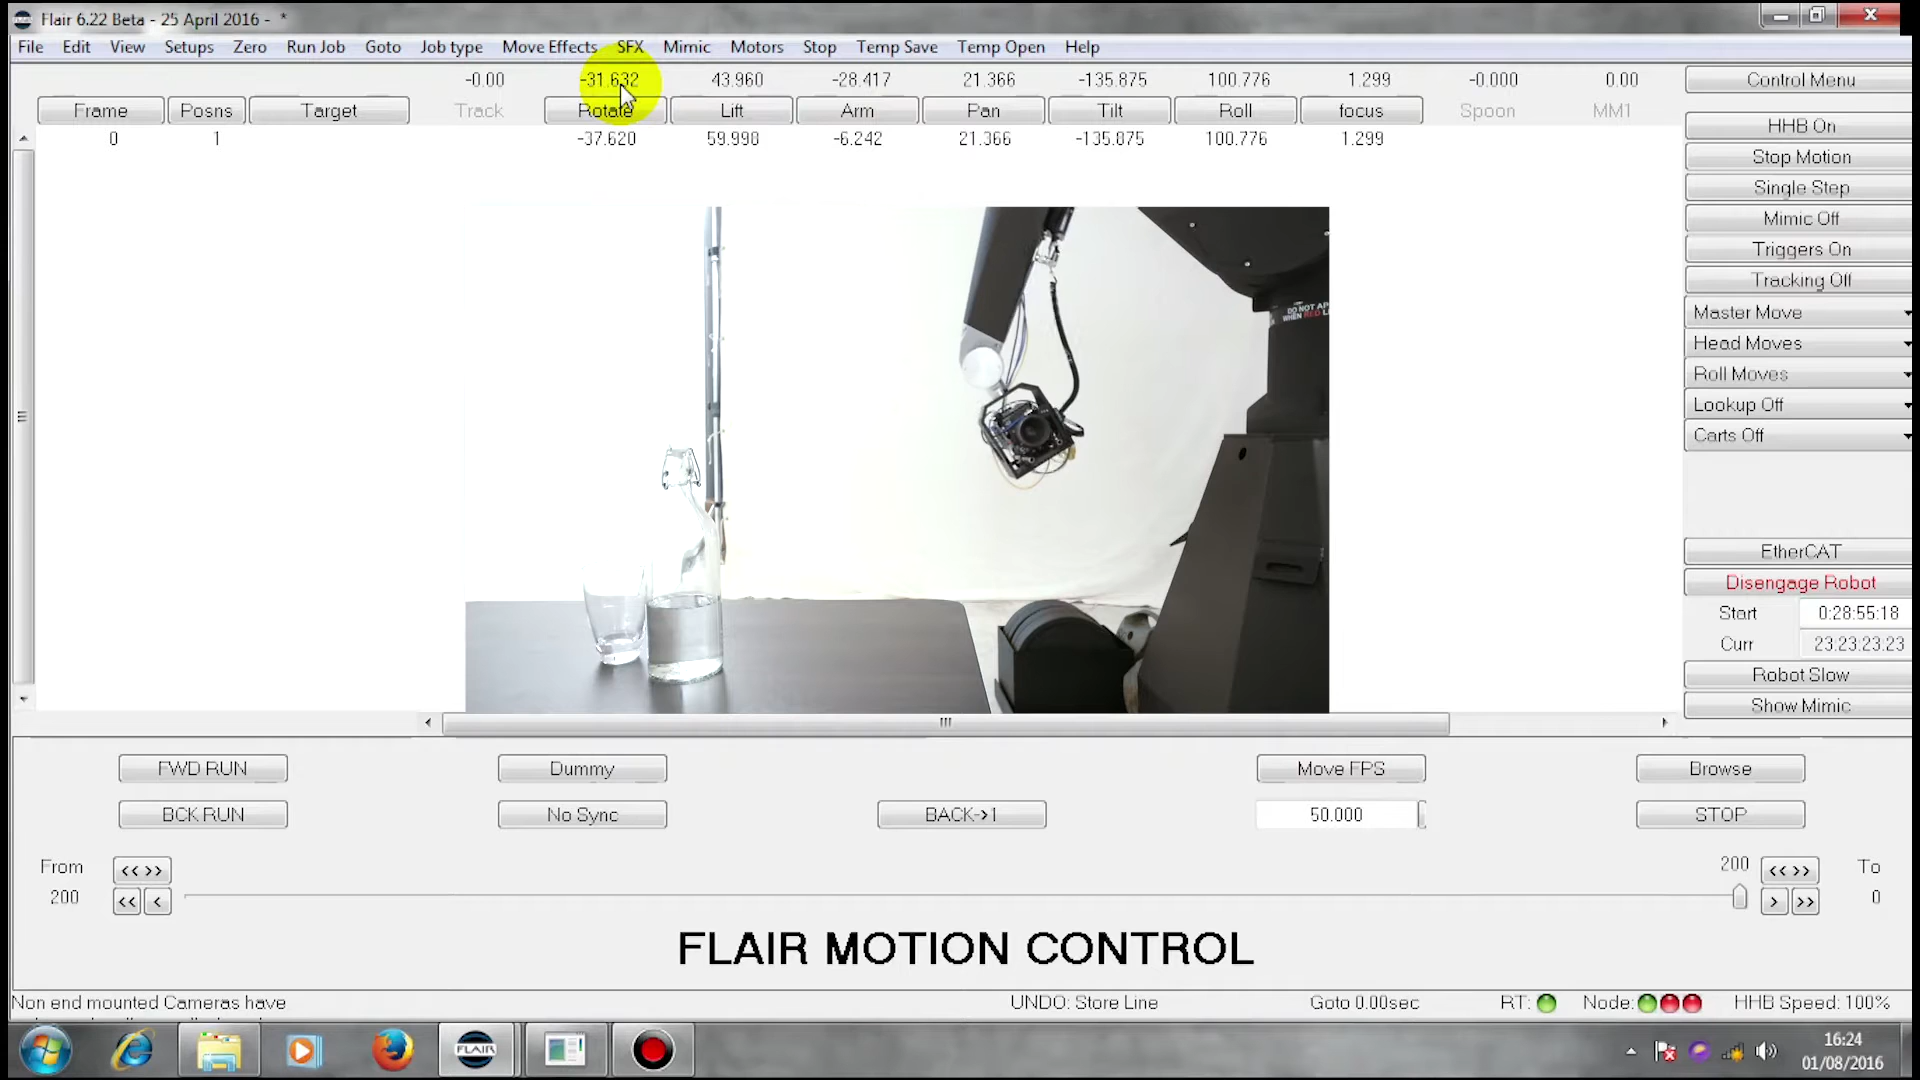 Flair 6.22 Beta - 25 April 2016 - *
File Edit View Setups Zero Run Job Goto Job type Move Effects SFX Mimic Motors Stop Temp Save Temp Open Help
-0.00 -31.632 43.960 -28.417 21.366 -135.875 100.776 1.299 -0.000 0.00
Frame Posns Target Track Rotate Lift Arm Pan Tilt Roll focus Spoon MM1
0 1 -37.620 59.998 -6.242 21.366 -135.875 100.776 1.299
Control Menu
HHB On
Stop Motion
Single Step
Mimic Off
Triggers On
Tracking Off
Master Move
Head Moves
Roll Moves
Lookup Off
Carts Off
EtherCAT
Disengage Robot
Start 0:28:55:18
Curr 23:23:23:23
Robot Slow
Show Mimic
DO NOT
WHEN RED
FWD RUN Dummy Move FPS Browse
BCK RUN No Sync BACK->1 50.000 STOP
From << >> 200 << >> To
200 << < > >> 0
FLAIR MOTION CONTROL
Non end mounted Cameras have
UNDO: Store Line Goto 0.00sec RT: Node: HHB Speed: 100%
FLAIR
16:24
01/08/2016